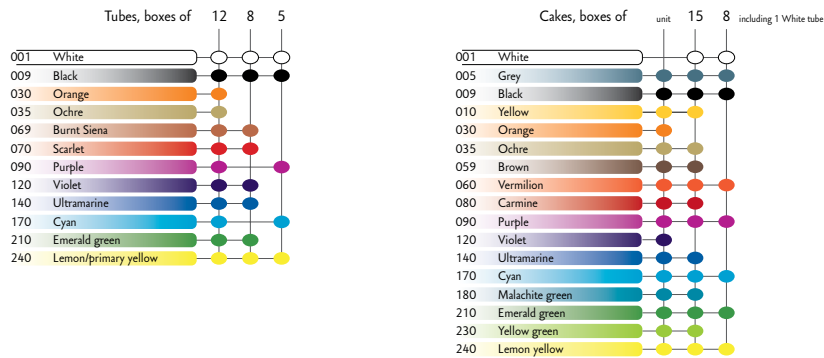 Tubes, boxes of 12 8 5
001 White
009 Black
030 Orange
035 Ochre
069 Burnt Siena
070 Scarlet
090 Purple
120 Violet
140 Ultramarine
170 Cyan
210 Emerald green
240 Lemon/primary yellow
Cakes, boxes of unit 15 8 including 1 White tube
001 White
005 Grey
009 Black
010 Yellow
030 Orange
035 Ochre
059 Brown
060 Vermilion
080 Carmine
090 Purple
120 Violet
140 Ultramarine
170 Cyan
180 Malachite green
210 Emerald green
230 Yellow green
240 Lemon yellow